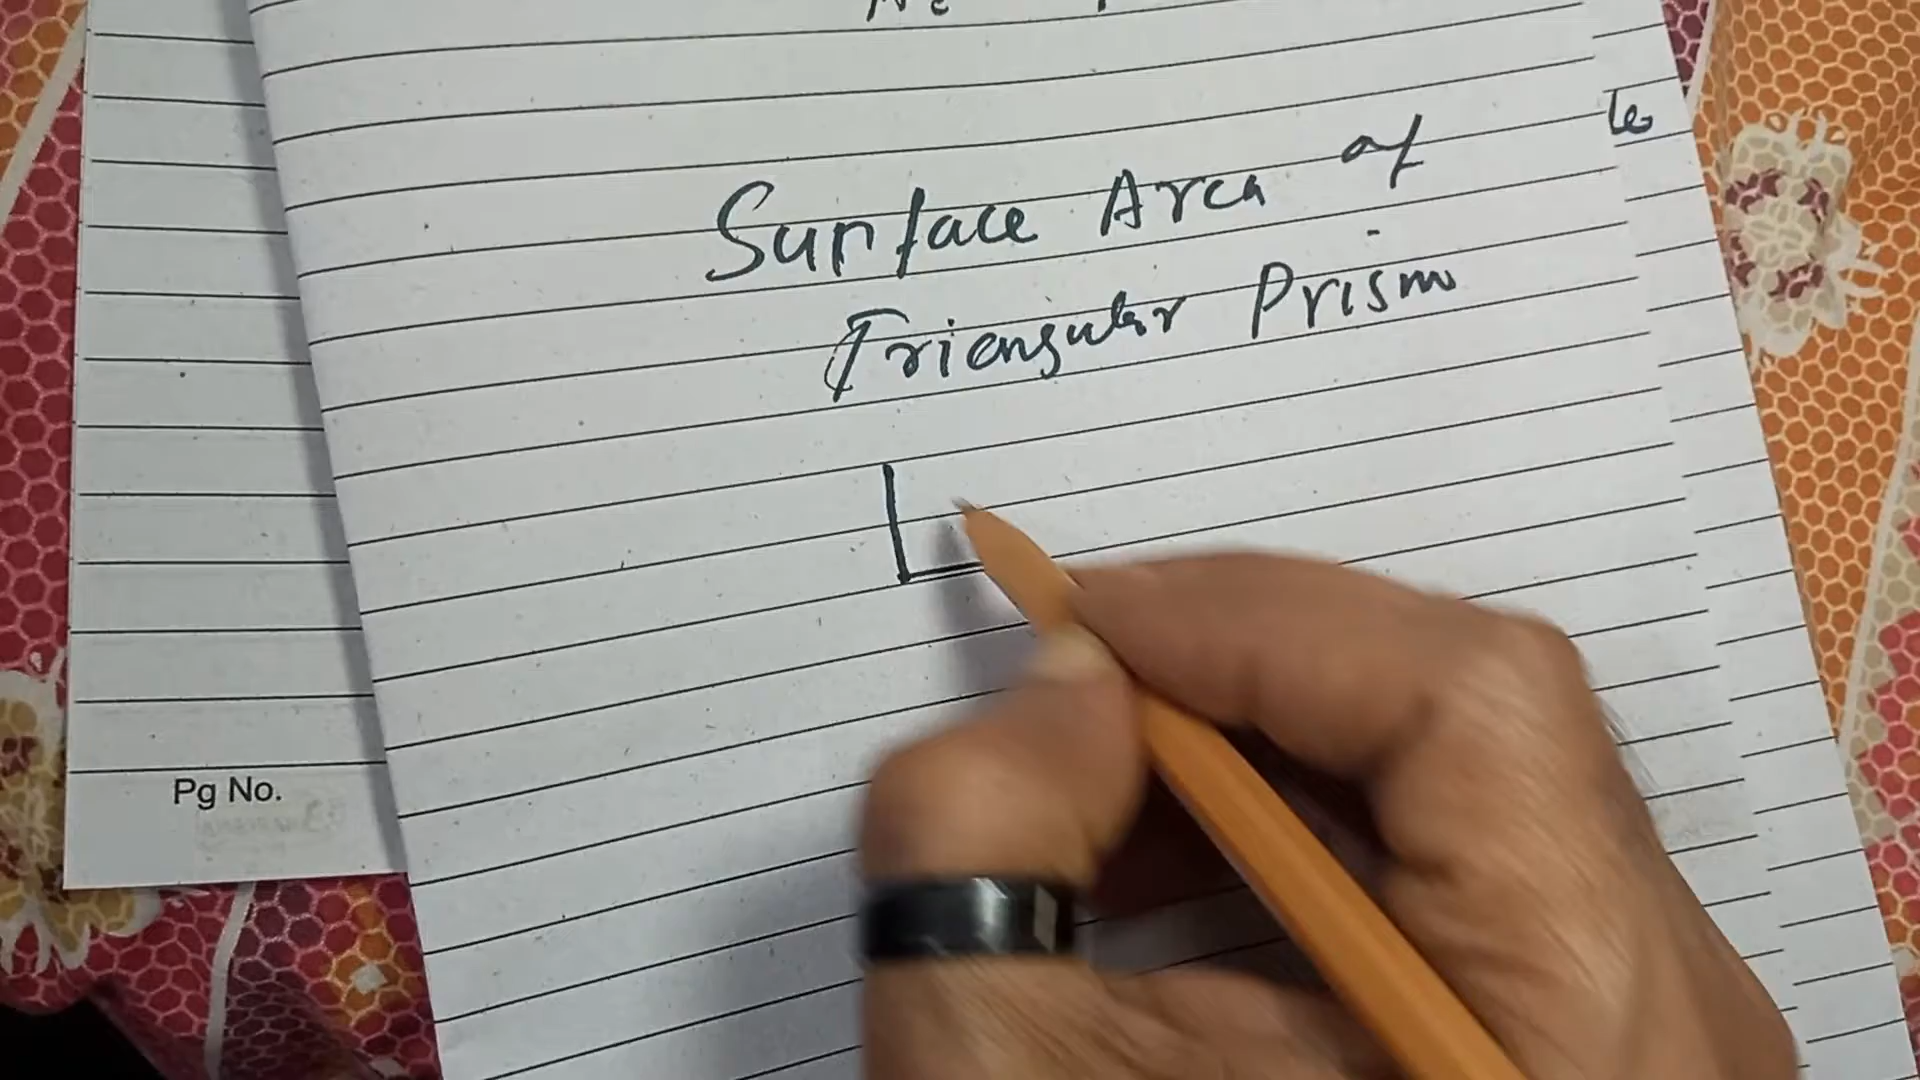 Surface Area of
Triangular Prism
Pg No.